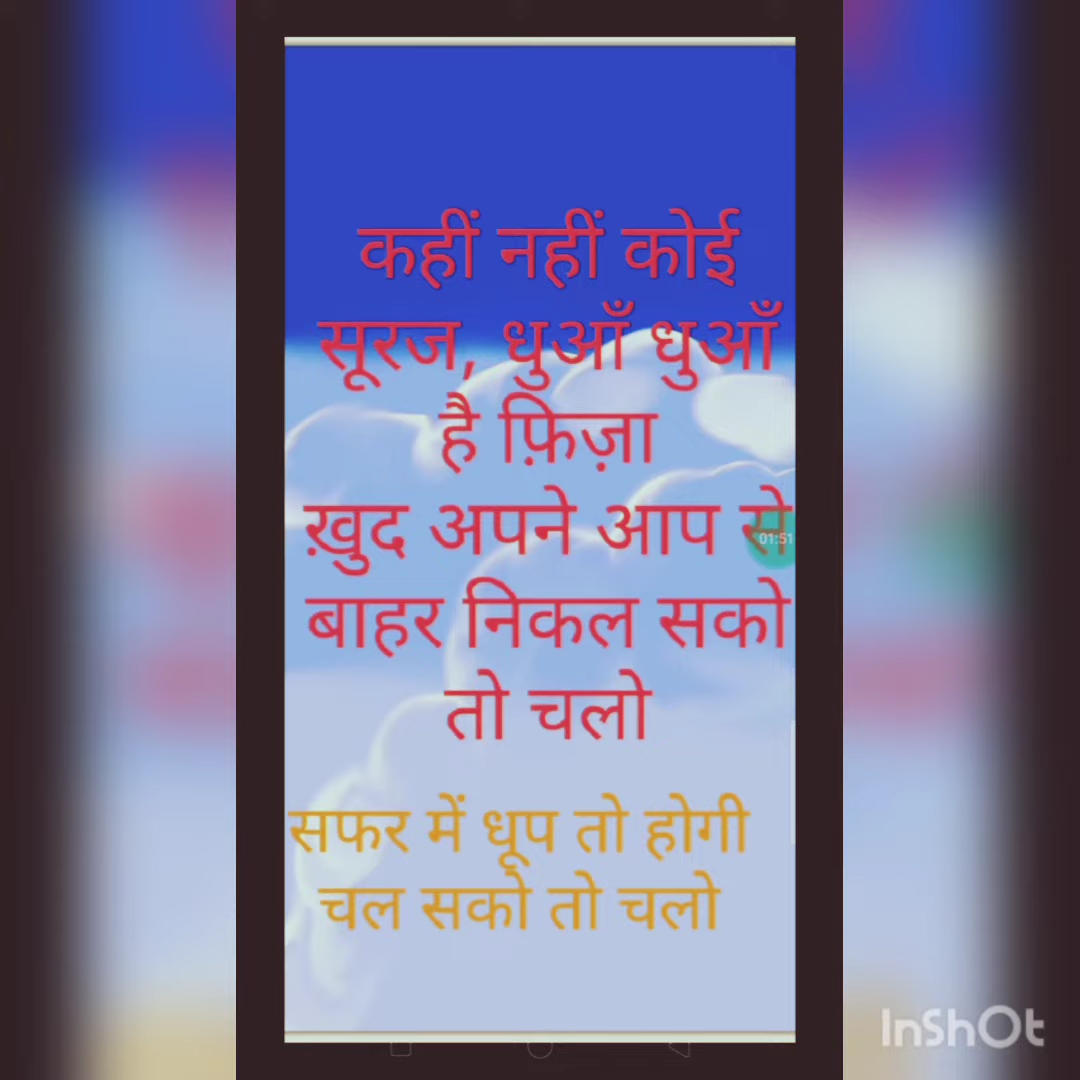 कहीं नहीं कोई
सूरज, धुआँ धुआँ
है फ़िज़ा
ख़ुद अपने आप से
01:51
बाहर निकल सको
तो चलो
सफर में धूप तो होगी
चल सको तो चलो
InShOt